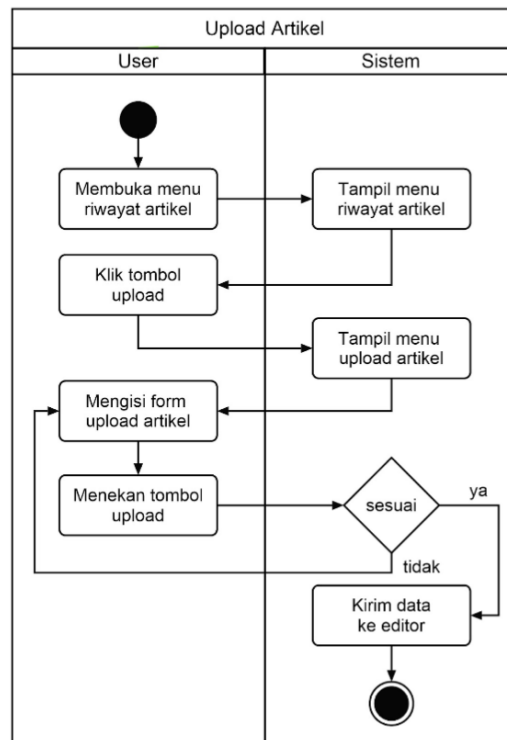 Upload Artikel
User
Sistem
Membuka menu
riwayat artikel
Tampil menu
riwayat artikel
Klik tombol
upload
Tampil menu
upload artikel
Mengisi form
upload artikel
Menekan tombol
upload
sesuai
ya
tidak
Kirim data
ke editor